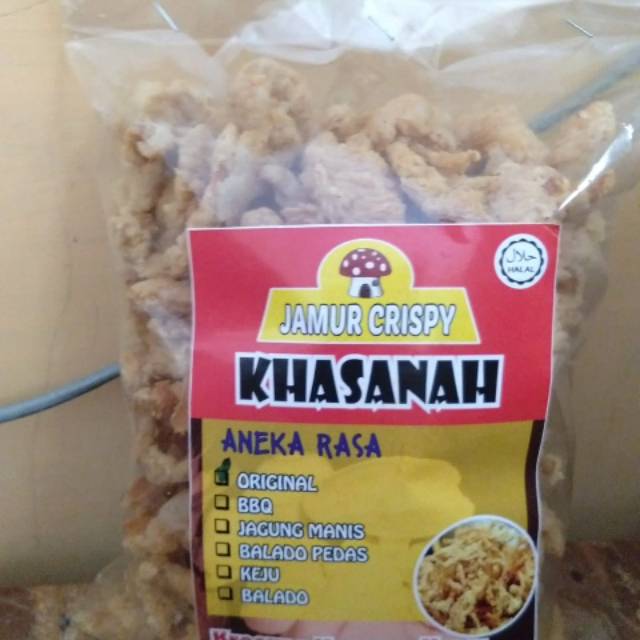 حلال
HALAL
JAMUR CRISPY
KHASANAH
ANEKA RASA
ORIGINAL
BBQ
JAGUNG MANIS
BALADO PEDAS
KEJU
BALADO